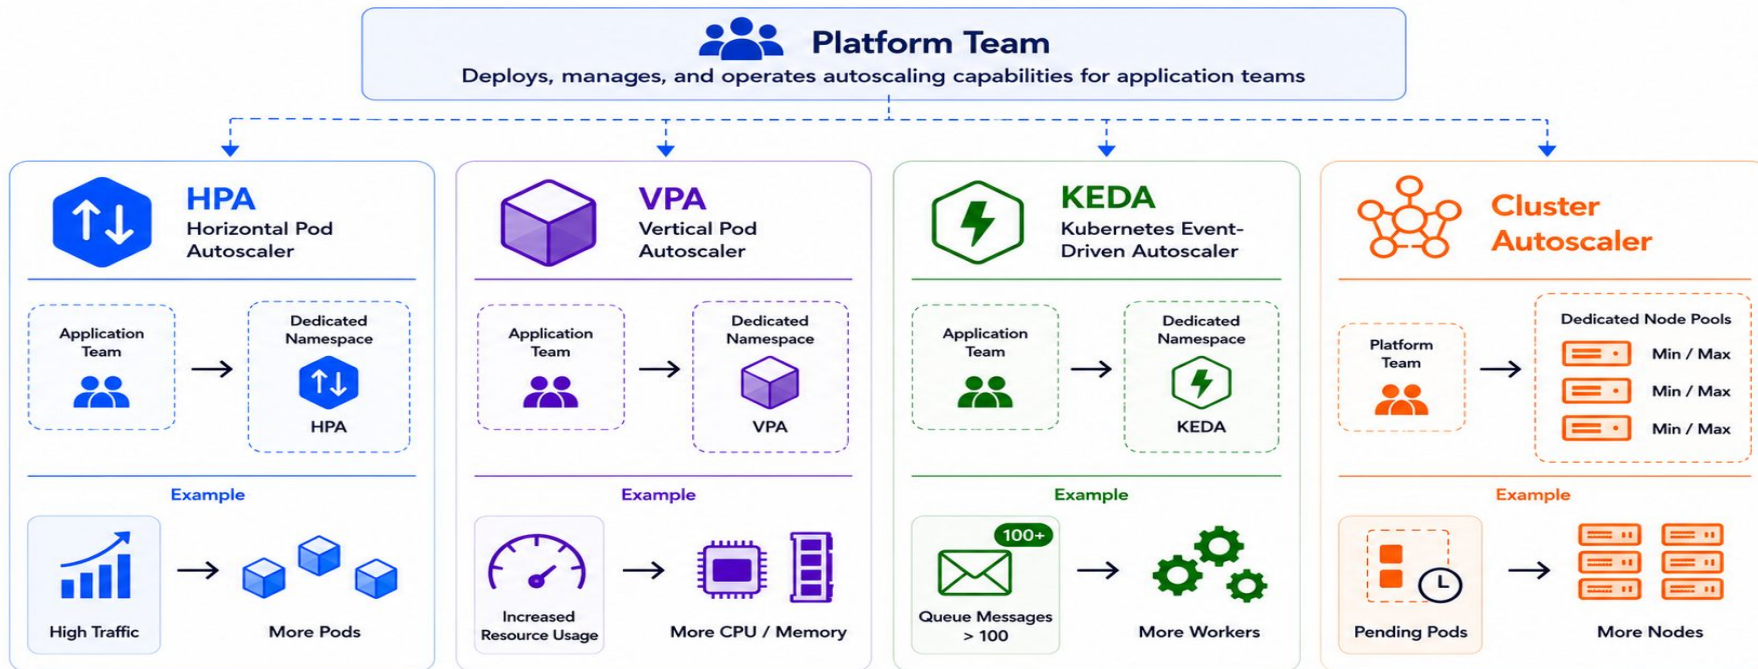 Platform Team
Deploys, manages, and operates autoscaling capabilities for application teams
HPA
Horizontal Pod
Autoscaler
Application
Team
Dedicated
Namespace
HPA
Example
High Traffic
More Pods
VPA
Vertical Pod
Autoscaler
Application
Team
Dedicated
Namespace
VPA
Example
Increased
Resource Usage
More CPU / Memory
KEDA
Kubernetes Event-
Driven Autoscaler
Application
Team
Dedicated
Namespace
KEDA
Example
100+
Queue Messages
> 100
More Workers
Cluster
Autoscaler
Platform
Team
Dedicated Node Pools
Min / Max
Min / Max
Min / Max
Example
Pending Pods
More Nodes